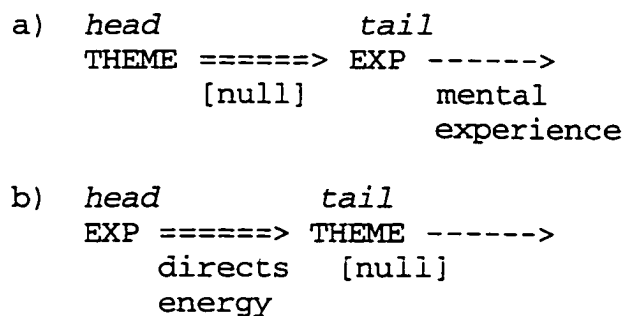 a) head tail
THEME ======> EXP ------>
[null] mental
experience
b) head tail
EXP ======> THEME ------>
directs [null]
energy